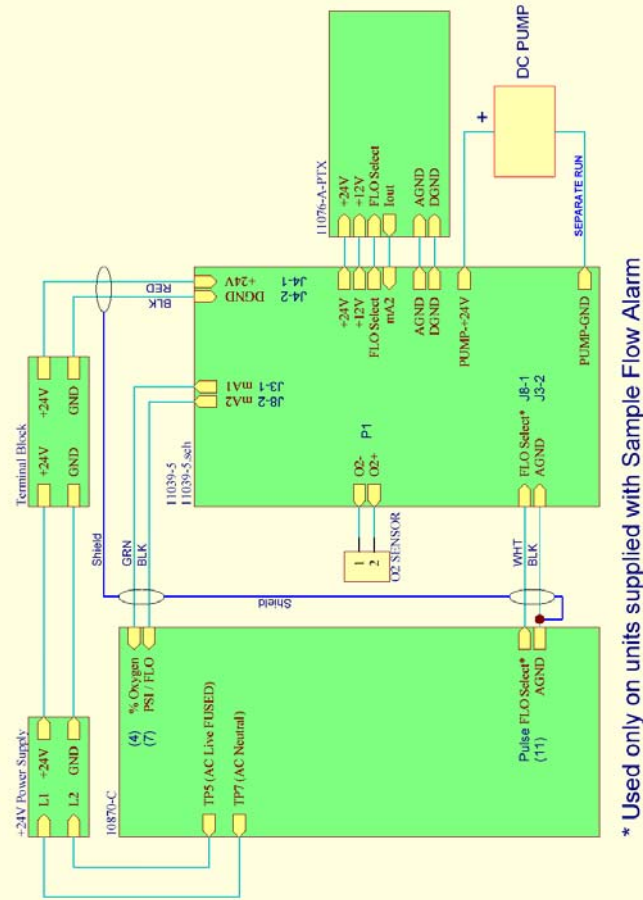 +24V Power Supply
L1 +24V
L2 GND
Terminal Block
+24V +24V
GND GND
Shield
RED
BLK
10870-C
(4) % Oxygen
(7) PSI / FLO
GRN
BLK
TP5 (AC Live FUSED)
TP7 (AC Neutral)
Shield
Pulse FLO Select*
(11) AGND
WHT
BLK
11039-5
11039-5.sch
J3-1 mA1
J8-2 mA2
J4-1 +24V
J4-2 DGND
1
2
O2 SENSOR
O2-
O2+
P1
FLO Select* J8-1
AGND J3-2
+24V
+12V
FLO Select
mA2
AGND
DGND
PUMP-+24V
PUMP-GND
11076-A-PTX
+24V
+12V
FLO Select
Iout
AGND
DGND
+
DC PUMP
SEPARATE RUN
* Used only on units supplied with Sample Flow Alarm